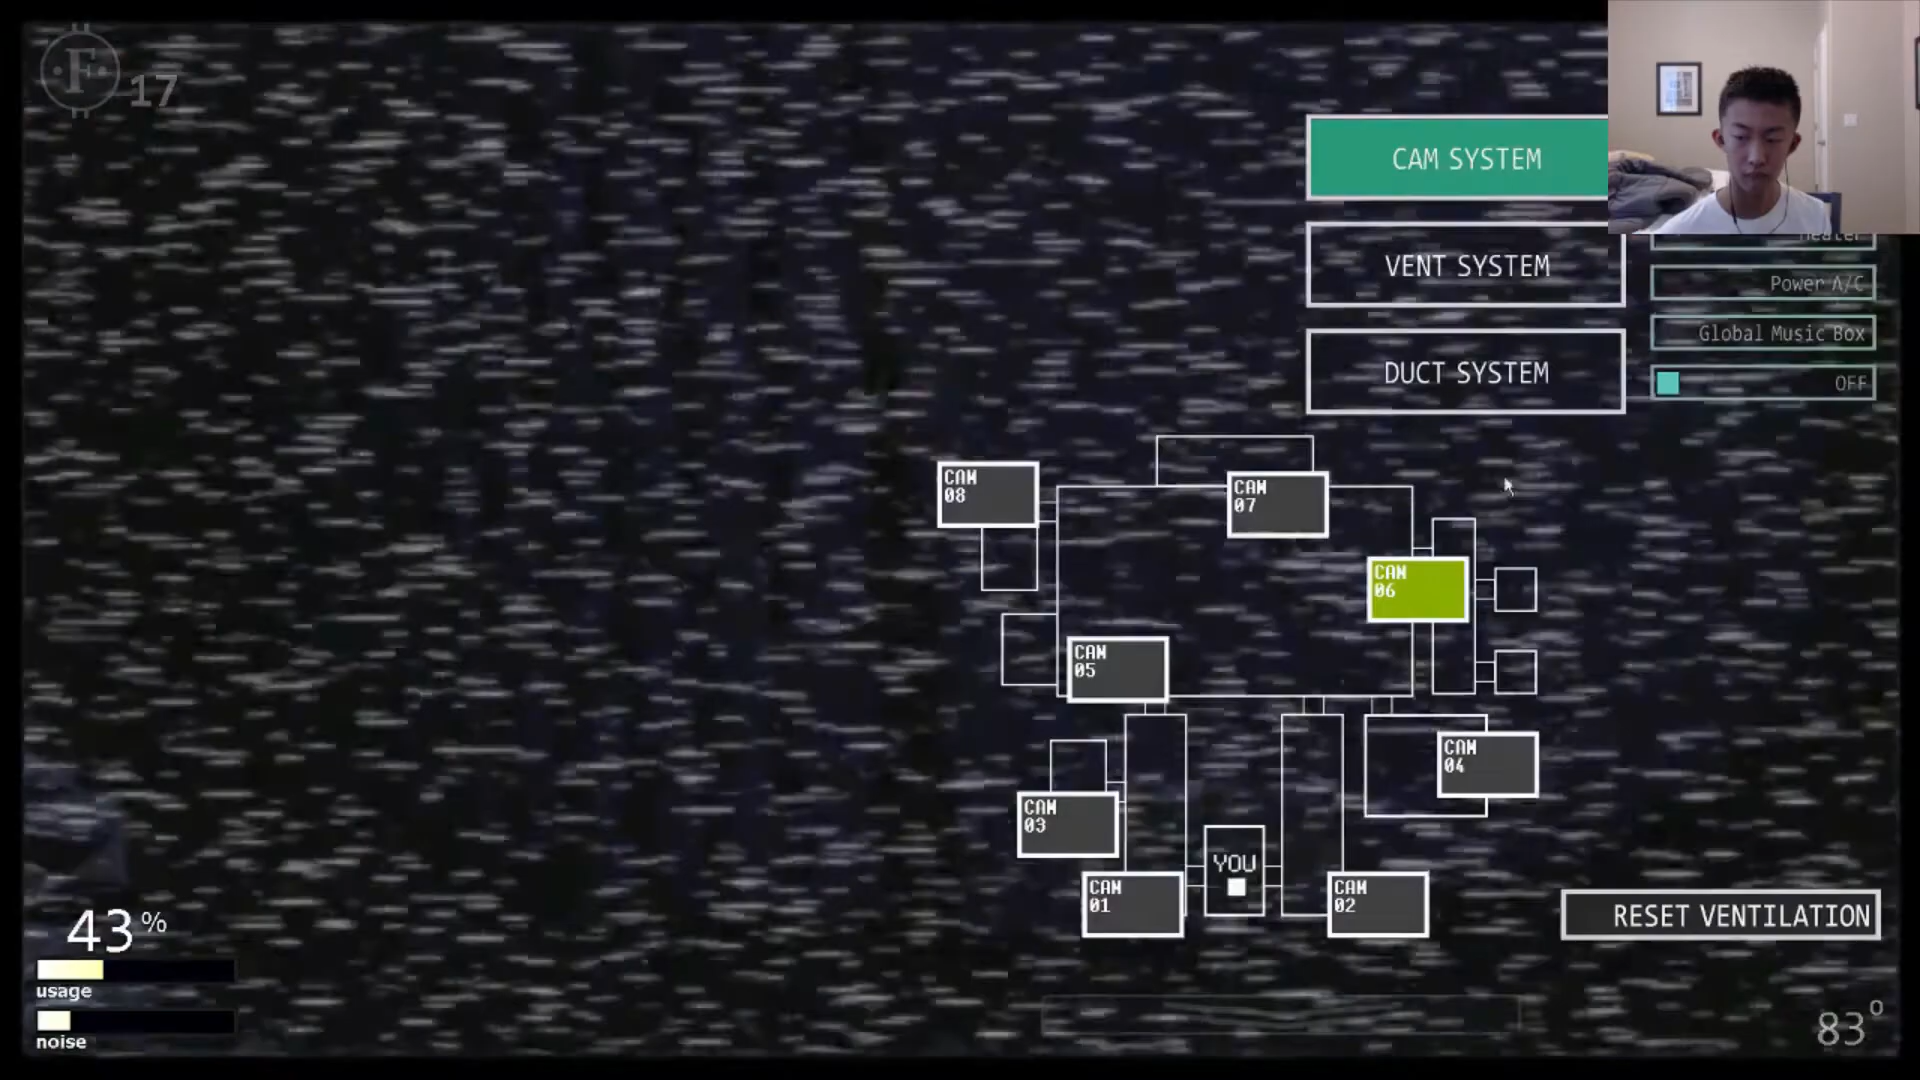 F 17
CAM SYSTEM
VENT SYSTEM
DUCT SYSTEM
Heater
Power A/C
Global Music Box
OFF
CAM
08
CAM
07
CAM
06
CAM
05
CAM
04
CAM
03
YOU
CAM
01
CAM
02
RESET VENTILATION
43%
usage
noise
83°